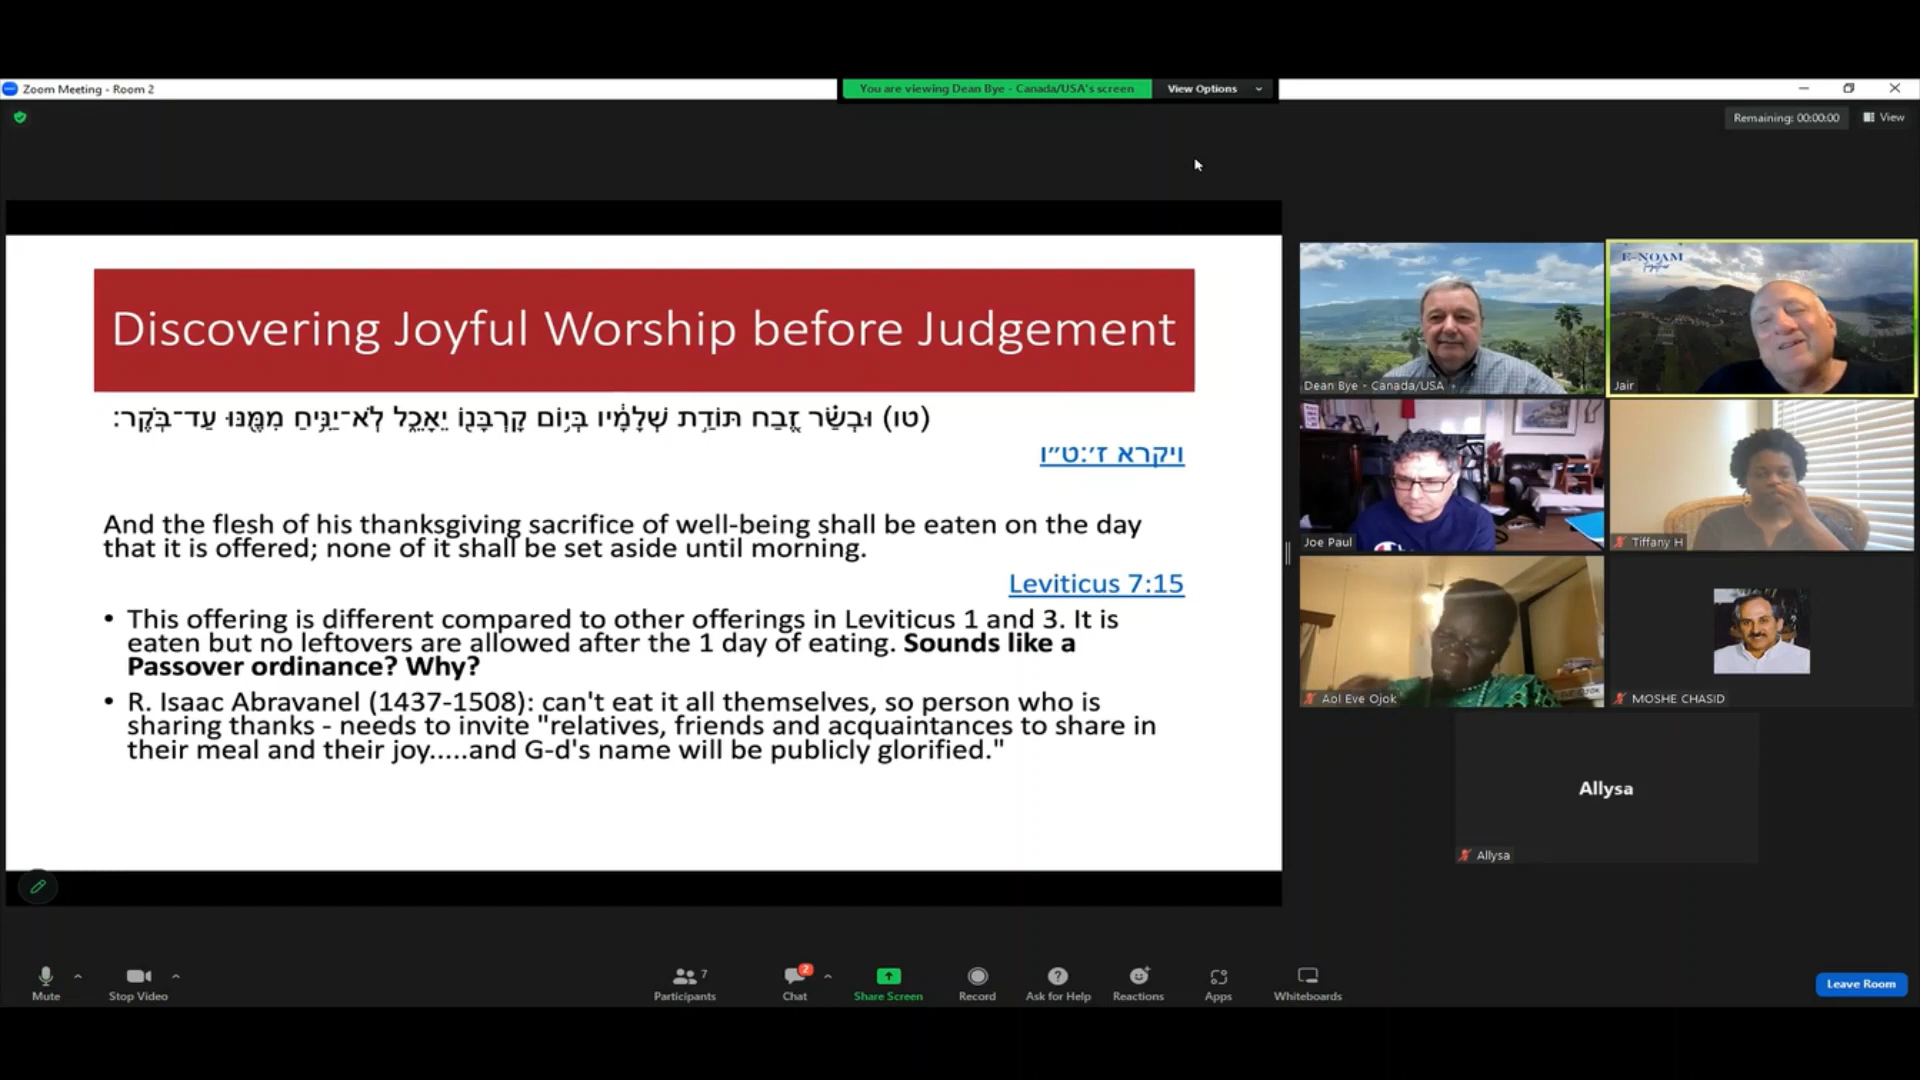 Zoom Meeting - Room 2
You are viewing Dean Bye - Canada/USA's screen
View Options
Remaining: 00:00:00
View
Discovering Joyful Worship before Judgement
(טו) וּבְשַׂ֗ר זֶ֚בַח תּוֹדַ֣ת שְׁלָמָ֔יו בְּי֥וֹם קׇרְבָּנ֖וֹ יֵאָכֵ֑ל לֹֽא־יַנִּ֥יחַ מִמֶּ֖נּוּ עַד־בֹּֽקֶר׃
ויקרא ז׳:ט״ו
And the flesh of his thanksgiving sacrifice of well-being shall be eaten on the day
that it is offered; none of it shall be set aside until morning.
Leviticus 7:15
• This offering is different compared to other offerings in Leviticus 1 and 3. It is
eaten but no leftovers are allowed after the 1 day of eating. Sounds like a
Passover ordinance? Why?
• R. Isaac Abravanel (1437-1508): can't eat it all themselves, so person who is
sharing thanks - needs to invite "relatives, friends and acquaintances to share in
their meal and their joy.....and G-d's name will be publicly glorified."
Dean Bye - Canada/USA
E-NOAM
Together
Jair
Joe Paul
Tiffany H
Aol Eve Ojok
MOSHE CHASID
Allysa
Allysa
Mute
Stop Video
Participants
7
Chat
2
Share Screen
Record
Ask for Help
Reactions
Apps
Whiteboards
Leave Room